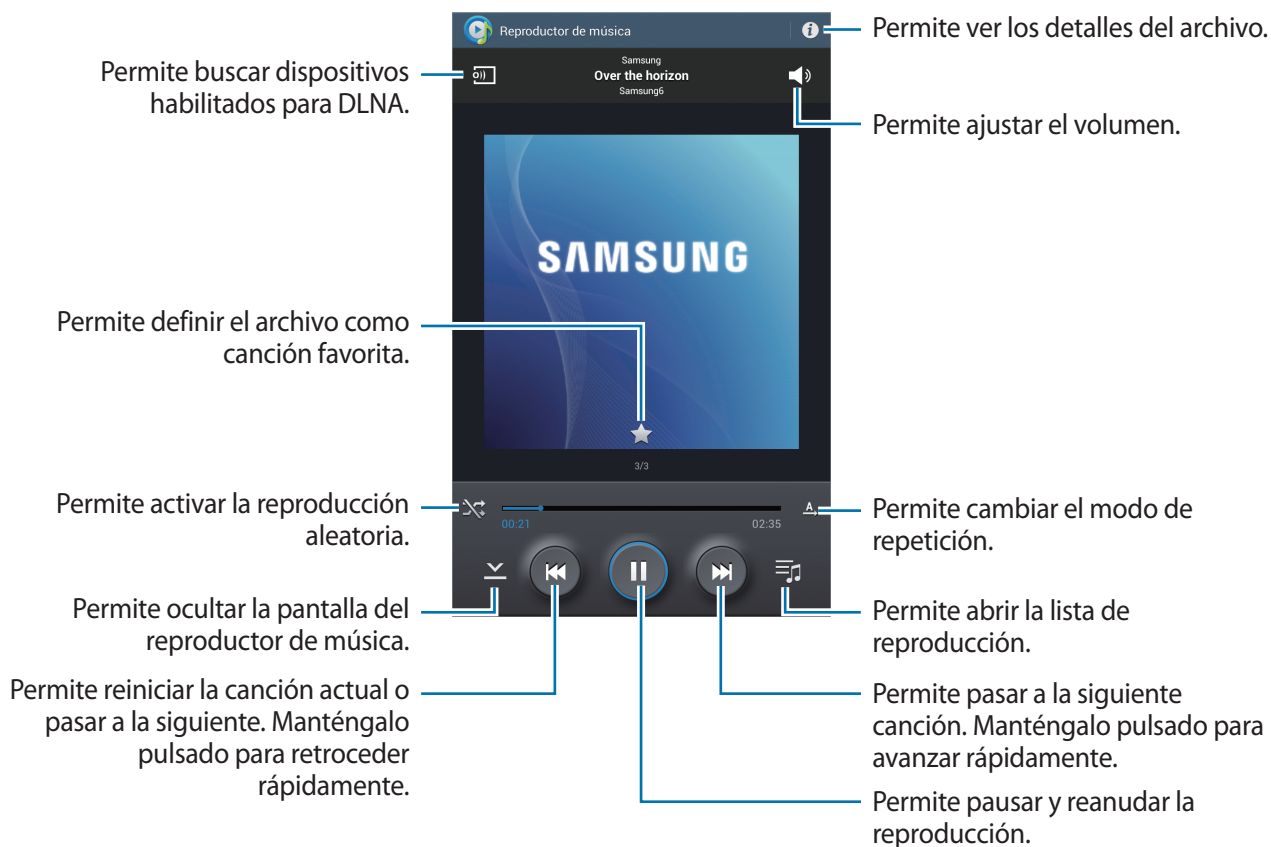 Reproductor de música
Permite ver los detalles del archivo.
Permite buscar dispositivos
habilitados para DLNA.
Samsung
Over the horizon
Samsung6
Permite ajustar el volumen.
SAMSUNG
Permite definir el archivo como
canción favorita.
3/3
Permite activar la reproducción
aleatoria.
00:21
02:35
A
Permite cambiar el modo de
repetición.
Permite ocultar la pantalla del
reproductor de música.
Permite abrir la lista de
reproducción.
Permite reiniciar la canción actual o
pasar a la siguiente. Manténgalo
pulsado para retroceder
rápidamente.
Permite pasar a la siguiente
canción. Manténgalo pulsado para
avanzar rápidamente.
Permite pausar y reanudar la
reproducción.